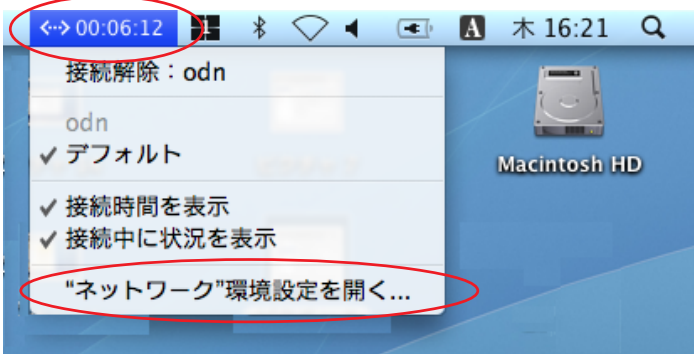 00:06:12 A 木 16:21
接続解除：odn
odn
✓ デフォルト
Macintosh HD
✓ 接続時間を表示
✓ 接続中に状況を表示
“ネットワーク”環境設定を開く...